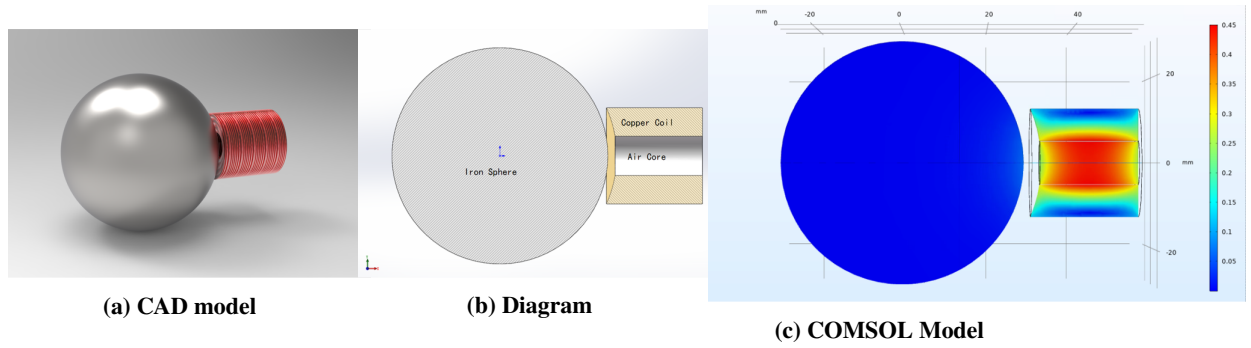 Copper Coil
Air Core
Iron Sphere
mm
-20
0
20
40
0
20
0
mm
-20
0.45
0.4
0.35
0.3
0.25
0.2
0.15
0.1
0.05
(a) CAD model
(b) Diagram
(c) COMSOL Model